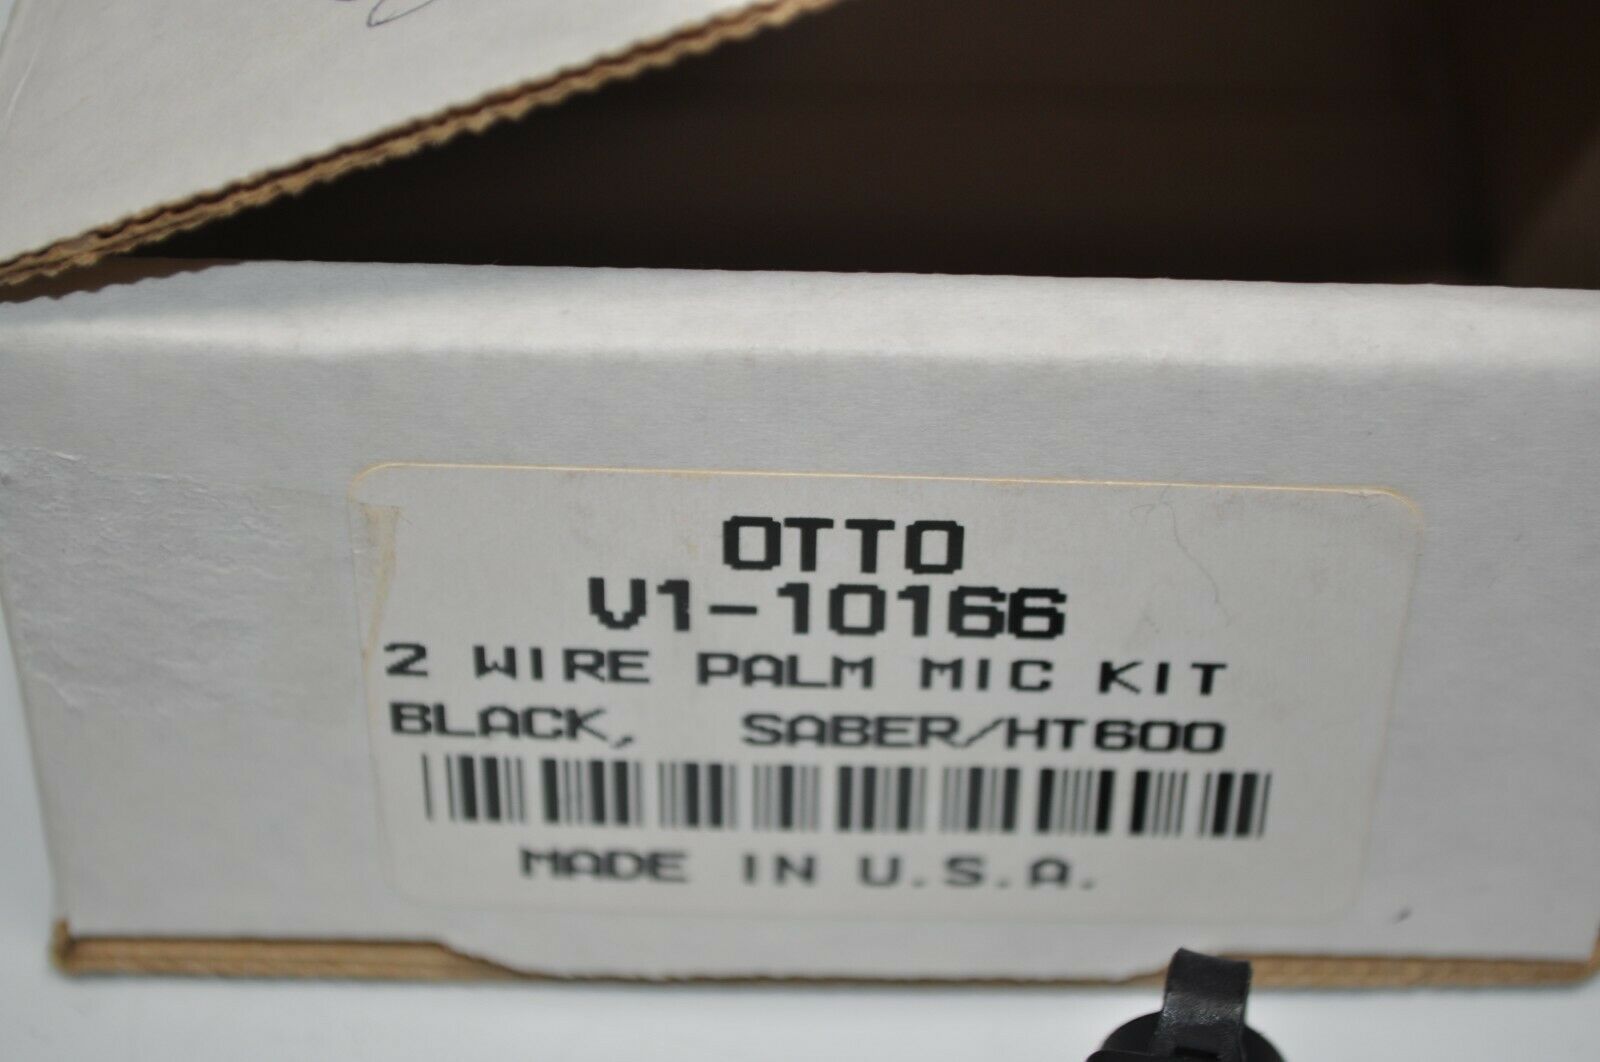 OTTO
V1-10166
2 WIRE PALM MIC KIT
BLACK, SABER/HT600
MADE IN U.S.A.